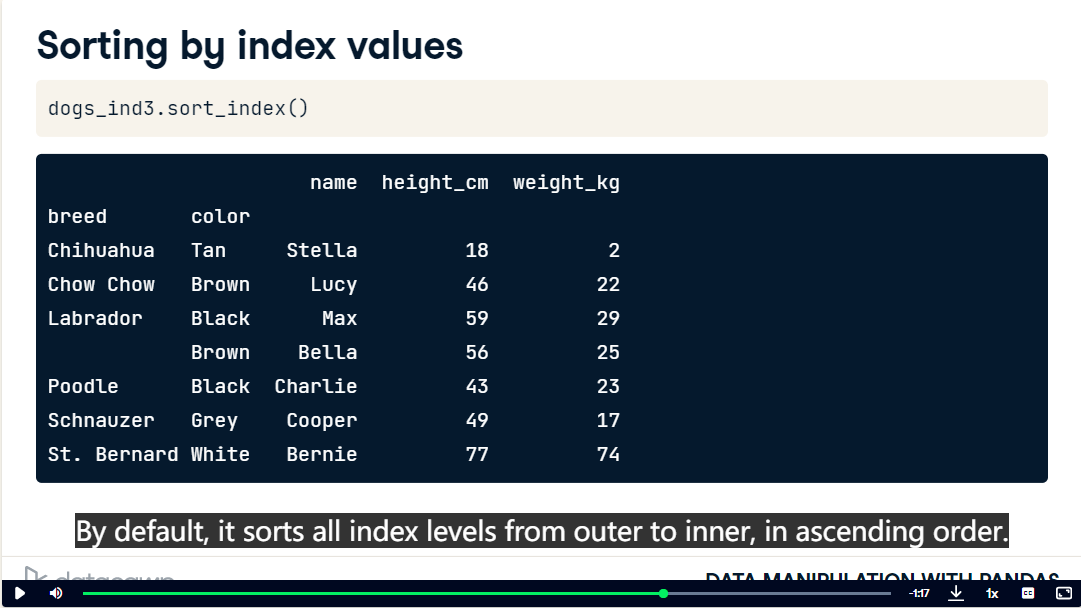 Sorting by index values
dogs_ind3.sort_index()
name height_cm weight_kg
breed color
Chihuahua Tan Stella 18 2
Chow Chow Brown Lucy 46 22
Labrador Black Max 59 29
Brown Bella 56 25
Poodle Black Charlie 43 23
Schnauzer Grey Cooper 49 17
St. Bernard White Bernie 77 74
By default, it sorts all index levels from outer to inner, in ascending order.
datacamp
DATA MANIPULATION WITH PANDAS
-1:17
1x
CC